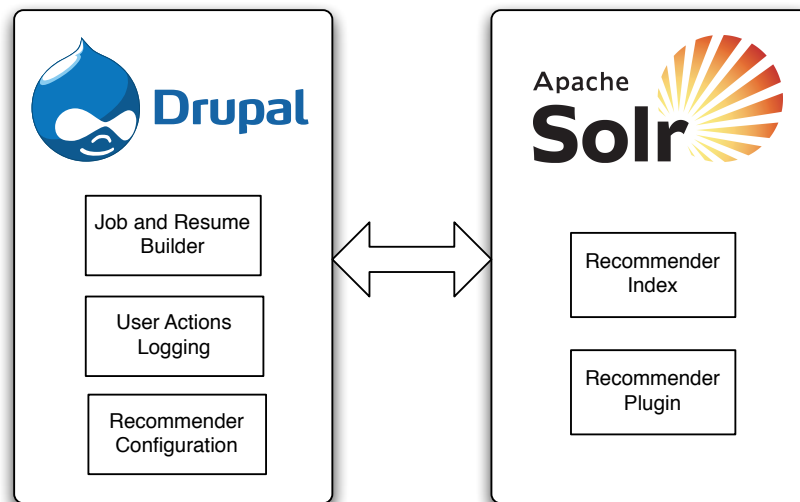 Drupal
Job and Resume
Builder
User Actions
Logging
Recommender
Configuration
Apache
Solr
Recommender
Index
Recommender
Plugin